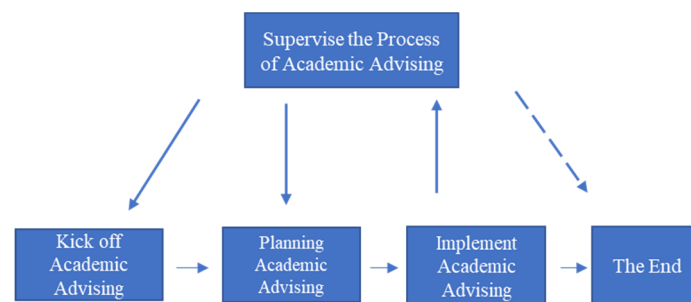 Supervise the Process
of Academic Advising
Kick off
Academic
Advising
Planning
Academic
Advising
Implement
Academic
Advising
The End